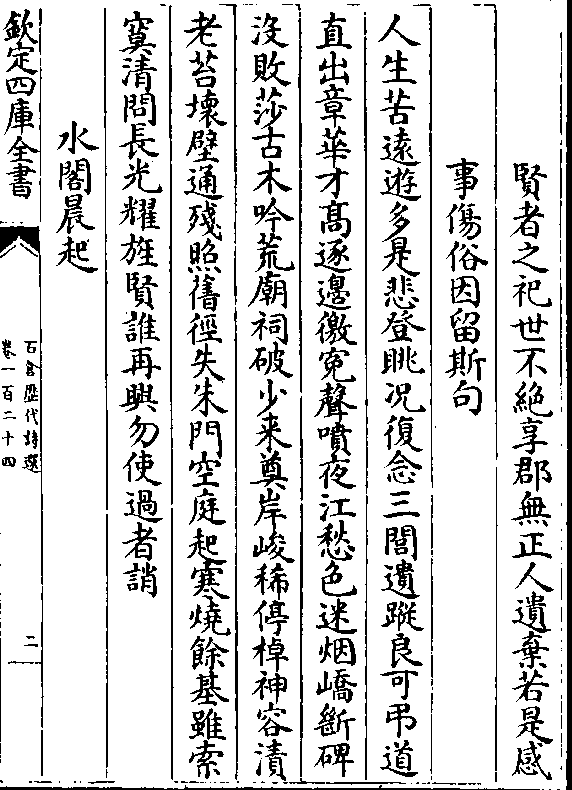 賢者之祀世不絶享郡無正人遺棄若是感
事傷俗因留斯句
人生苦遠遊多是悲登眺况復念三閭遺蹤良可弔道
直出章華才髙逐邊徼寃聲噴夜江愁色迷烟嶠斷碑
沒敗莎古木吟荒廟祠破少来奠岸峻稀停棹神容漬
老苔壊壁通殘照舊徑失朱門空庭起寒燒餘基雖索
寞清問長光耀旌賢誰再興勿使過者誚
水閣晨起
欽定四庫全書
石倉歴代詩選
卷一百二十四
二